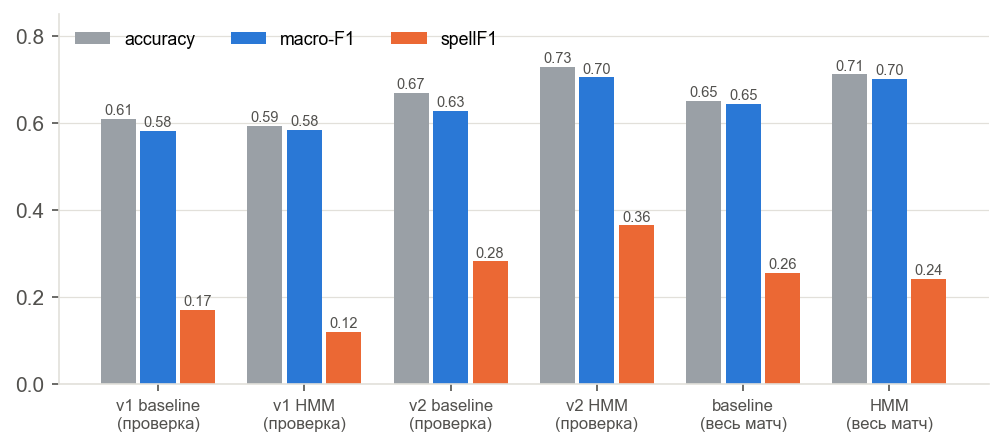 accuracy macro-F1 spellF1
0.8
0.6
0.4
0.2
0.0
0.61 0.58 0.17
0.59 0.58 0.12
0.67 0.63 0.28
0.73 0.70 0.36
0.65 0.65 0.26
0.71 0.70 0.24
v1 baseline
(проверка)
v1 HMM
(проверка)
v2 baseline
(проверка)
v2 HMM
(проверка)
baseline
(весь матч)
HMM
(весь матч)